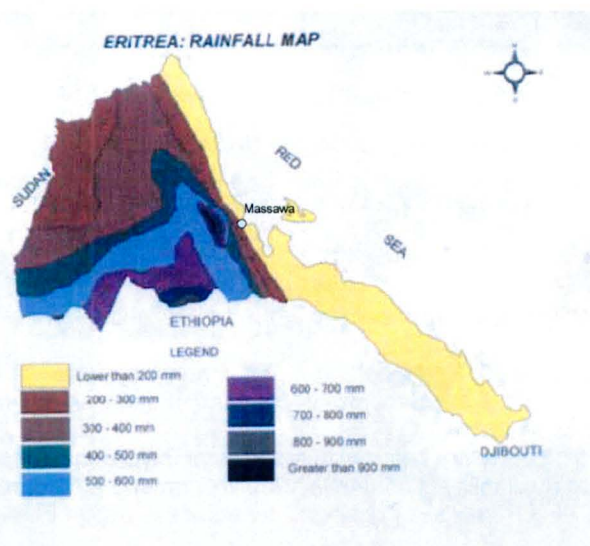 ERITREA: RAINFALL MAP
N
W
E
S
RED
SUDAN
Massawa
SEA
ETHIOPIA
LEGEND
Lower than 200 mm
200 - 300 mm
300 - 400 mm
400 - 500 mm
500 - 600 mm
600 - 700 mm
700 - 800 mm
800 - 900 mm
Greater than 900 mm
DJIBOUTI